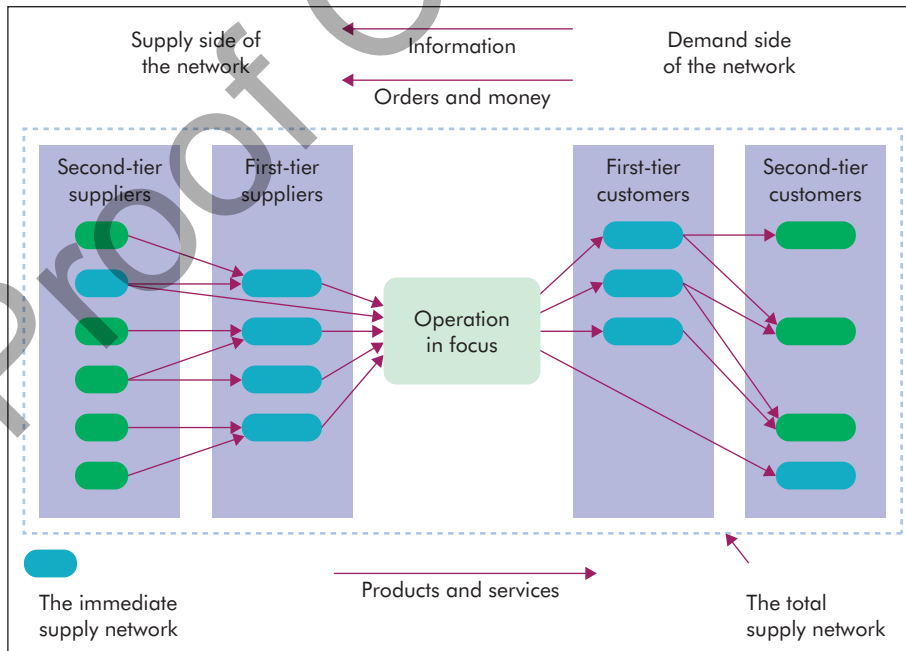 Supply side of
the network
Information
Orders and money
Demand side
of the network
Second-tier
suppliers
First-tier
suppliers
First-tier
customers
Second-tier
customers
Operation
in focus
The immediate
supply network
Products and services
The total
supply network
Proof